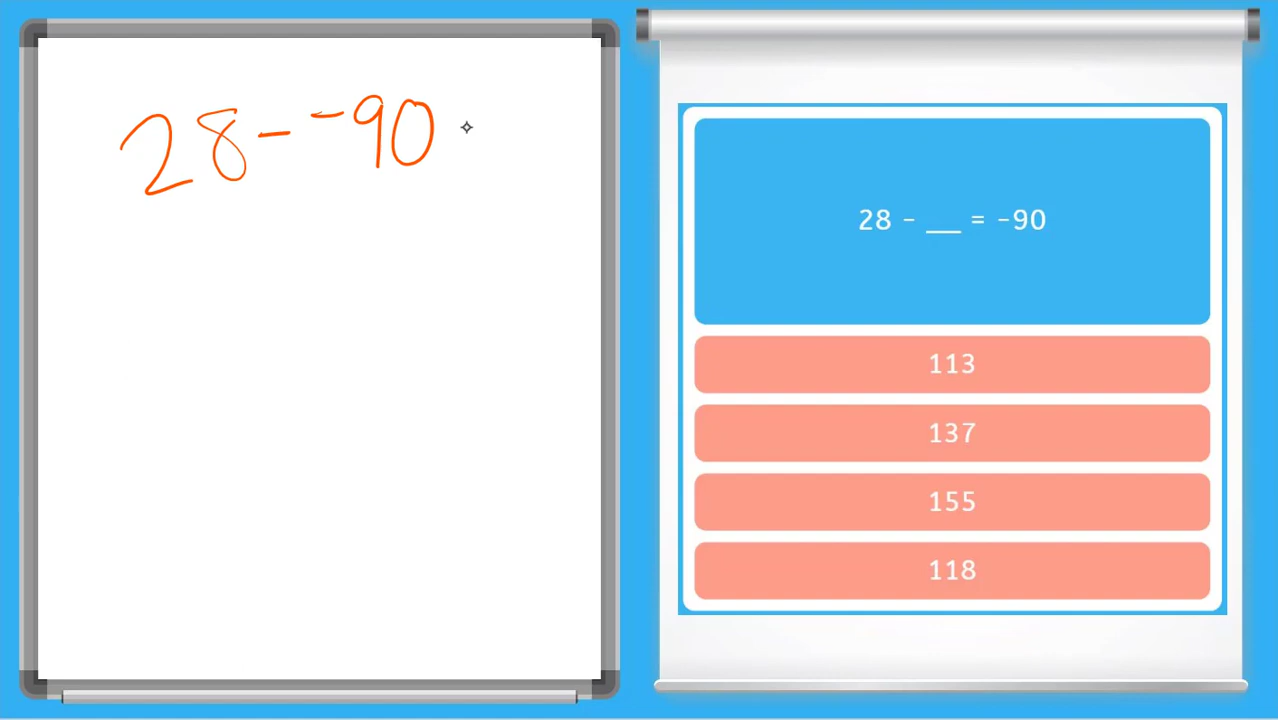 28 - -90
28 - __ = -90
113
137
155
118